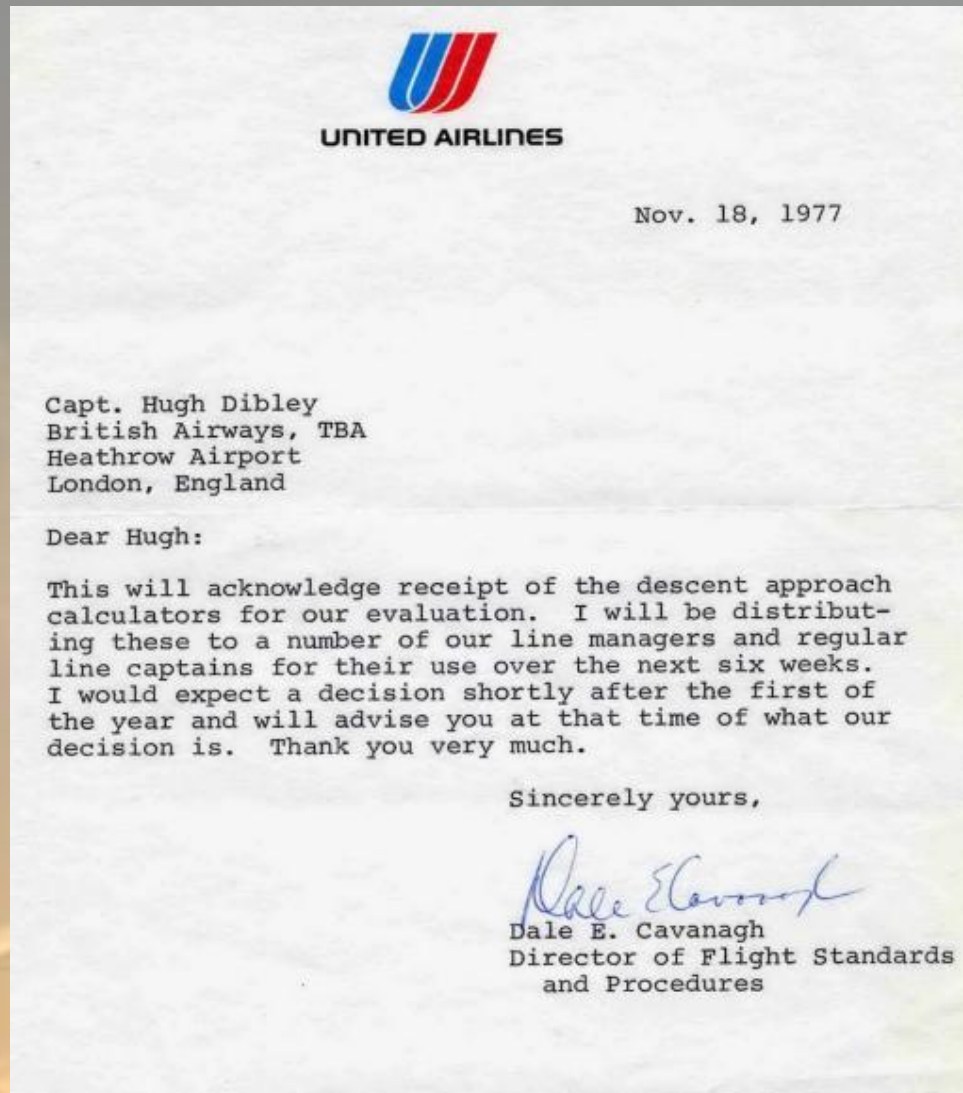 UNITED AIRLINES
Nov. 18, 1977
Capt. Hugh Dibley
British Airways, TBA
Heathrow Airport
London, England
Dear Hugh:
This will acknowledge receipt of the descent approach
calculators for our evaluation.  I will be distribut-
ing these to a number of our line managers and regular
line captains for their use over the next six weeks.
I would expect a decision shortly after the first of
the year and will advise you at that time of what our
decision is.  Thank you very much.
Sincerely yours,
Dale E Cavanagh
Dale E. Cavanagh
Director of Flight Standards
and Procedures